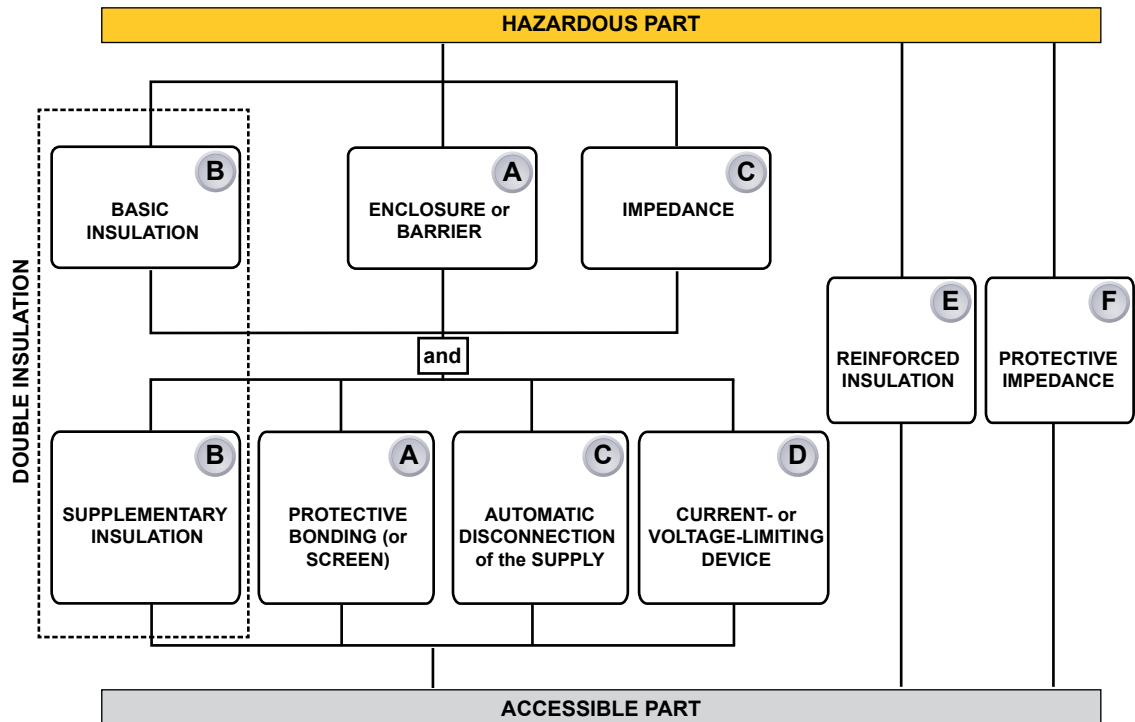 HAZARDOUS PART
DOUBLE INSULATION
B
BASIC
INSULATION
A
ENCLOSURE or
BARRIER
C
IMPEDANCE
E
REINFORCED
INSULATION
F
PROTECTIVE
IMPEDANCE
and
B
SUPPLEMENTARY
INSULATION
A
PROTECTIVE
BONDING (or
SCREEN)
C
AUTOMATIC
DISCONNECTION
of the SUPPLY
D
CURRENT- or
VOLTAGE-LIMITING
DEVICE
ACCESSIBLE PART